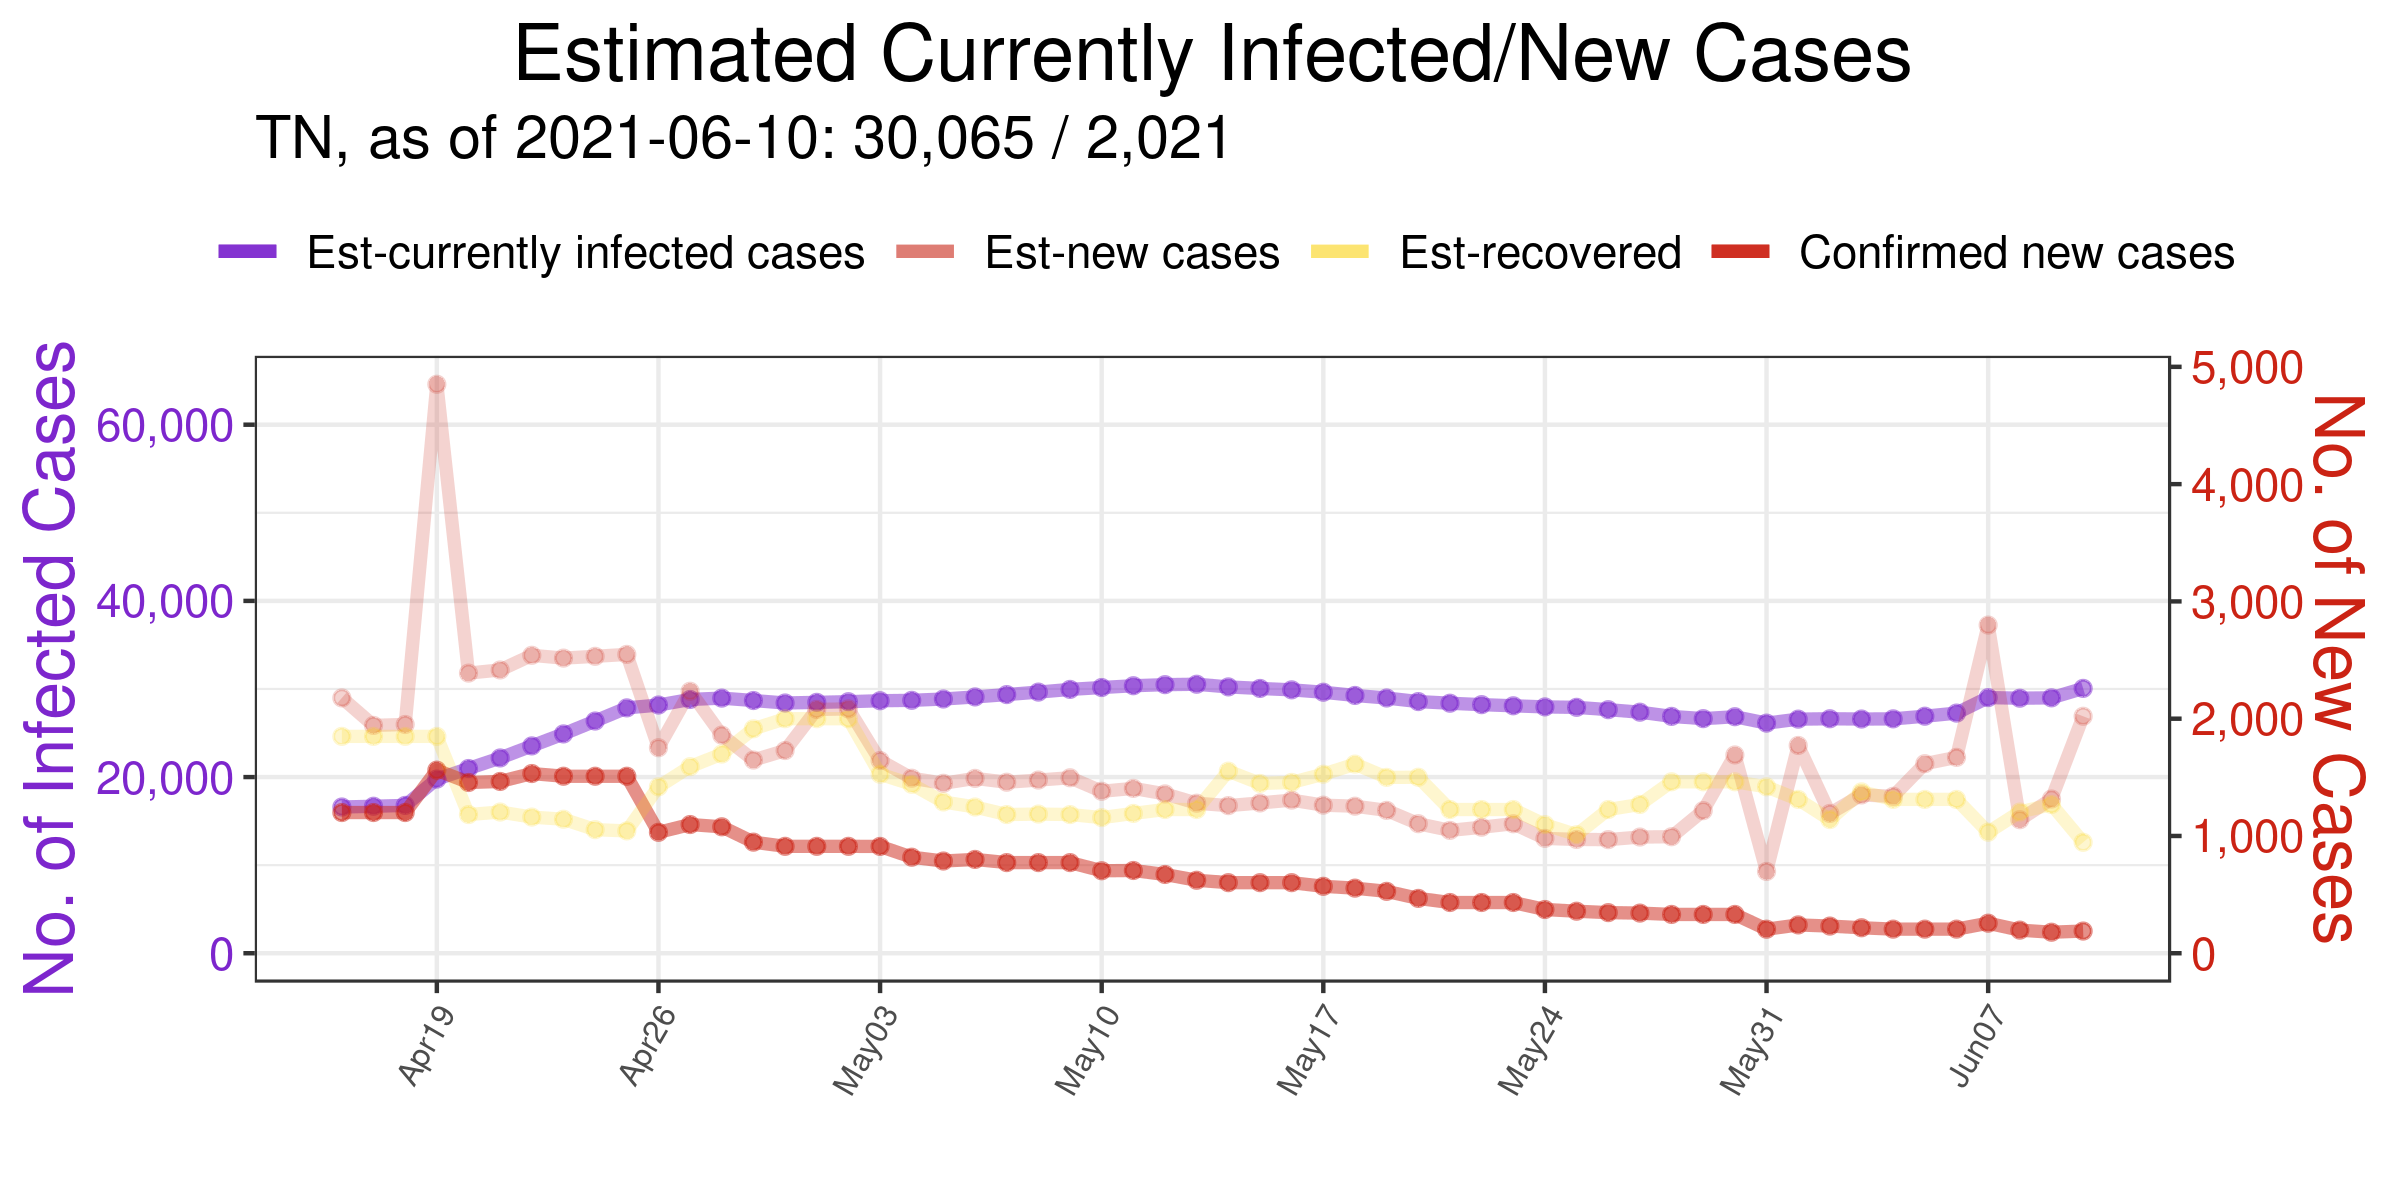 Estimated Currently Infected/New Cases
TN, as of 2021-06-10: 30,065 / 2,021
Est-currently infected cases Est-new cases Est-recovered Confirmed new cases
No. of Infected Cases
60,000
40,000
20,000
0
5,000
4,000
3,000
2,000
1,000
0
No. of New Cases
Apr19 Apr26 May03 May10 May17 May24 May31 Jun07